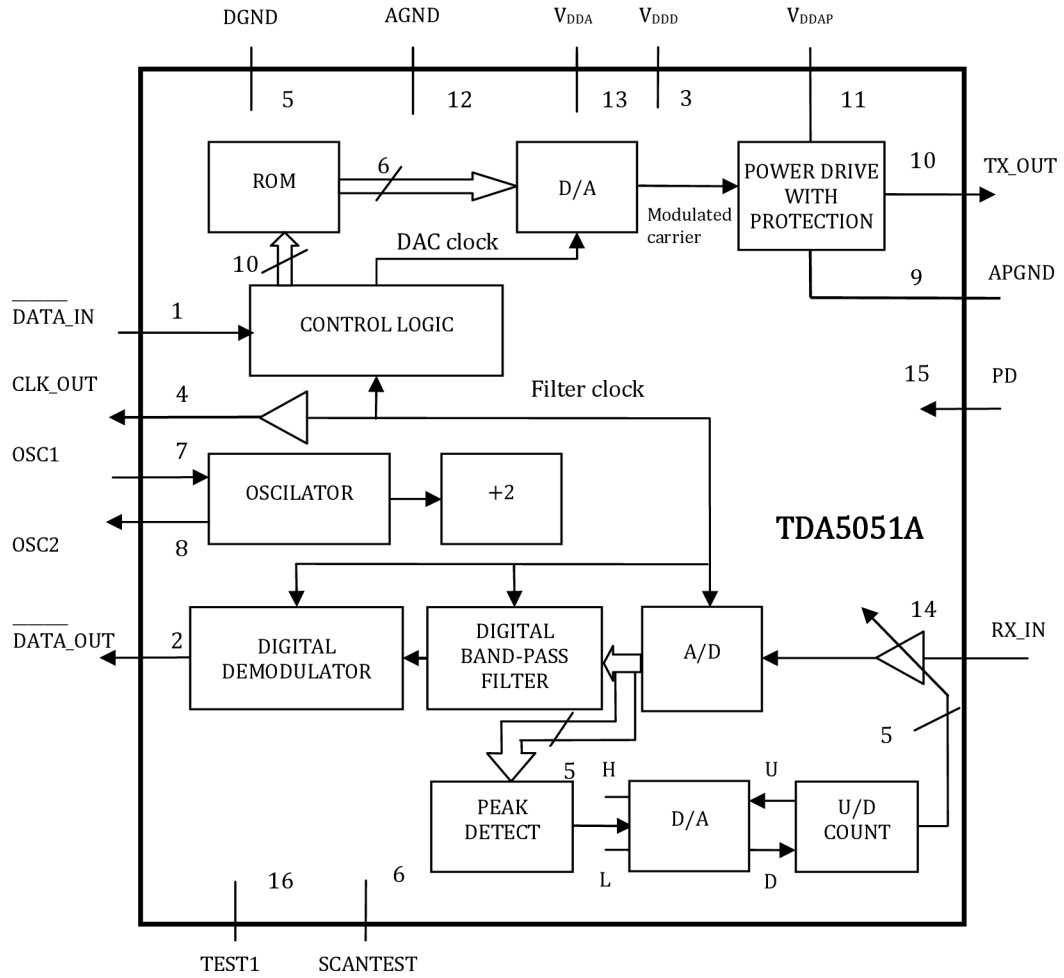 DGND
AGND
VDDA
VDDD
VDDAP
5
12
13
3
11
ROM
6
D/A
Modulated
carrier
POWER DRIVE
WITH
PROTECTION
10
TX_OUT
10
DAC clock
9
APGND
DATA_IN
1
CONTROL LOGIC
CLK_OUT
4
Filter clock
15
PD
OSC1
7
OSCILATOR
+2
OSC2
8
TDA5051A
DATA_OUT
2
DIGITAL
DEMODULATOR
DIGITAL
BAND-PASS
FILTER
A/D
14
RX_IN
5
5
H
U
PEAK
DETECT
D/A
U/D
COUNT
L
D
16
6
TEST1
SCANTEST